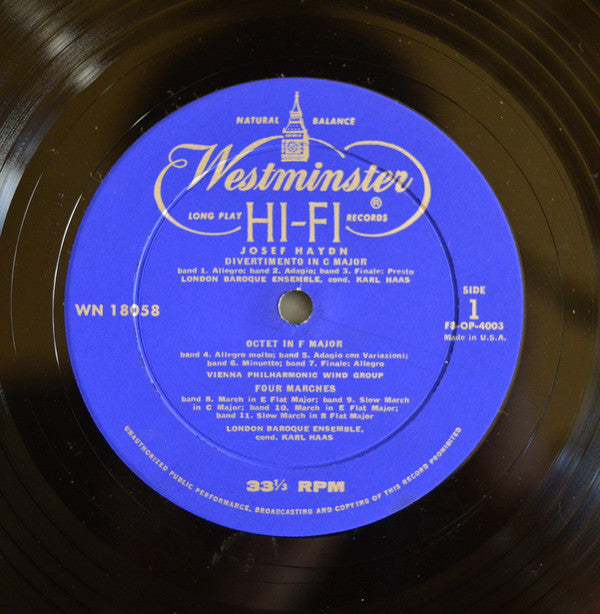 NATURAL BALANCE
Westminster ®
LONG PLAY HI-FI RECORDS
JOSEF HAYDN
DIVERTIMENTO IN C MAJOR
band 1. Allegro; band 2. Adagio; band 3. Finale: Presto
LONDON BAROQUE ENSEMBLE, cond. KARL HAAS
SIDE
1
WN 18058
F8-OP-4003
Made in U.S.A.
OCTET IN F MAJOR
band 4. Allegro molto; band 5. Adagio con Variazioni;
band 6. Minuetto; band 7. Finale: Allegro
VIENNA PHILHARMONIC WIND GROUP
FOUR MARCHES
band 8. March in E Flat Major; band 9. Slow March
in C Major; band 10. March in E Flat Major;
band 11. Slow March in B Flat Major
LONDON BAROQUE ENSEMBLE,
cond. KARL HAAS
33⅓ RPM
UNAUTHORIZED PUBLIC PERFORMANCE, BROADCASTING AND COPYING OF THIS RECORD PROHIBITED